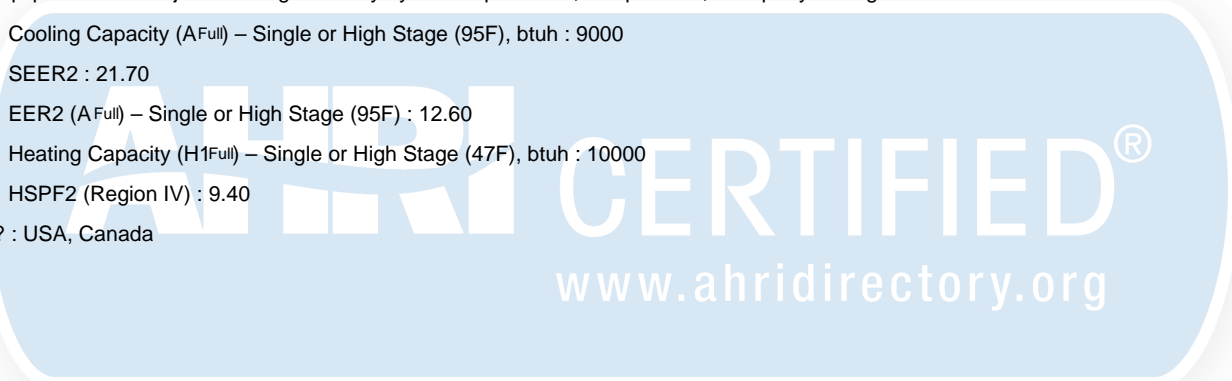 Cooling Capacity (AFull) – Single or High Stage (95F), btuh : 9000
SEER2 : 21.70
EER2 (AFull) – Single or High Stage (95F) : 12.60
Heating Capacity (H1Full) – Single or High Stage (47F), btuh : 10000
HSPF2 (Region IV) : 9.40
? : USA, Canada
AHRI CERTIFIED®
www.ahridirectory.org